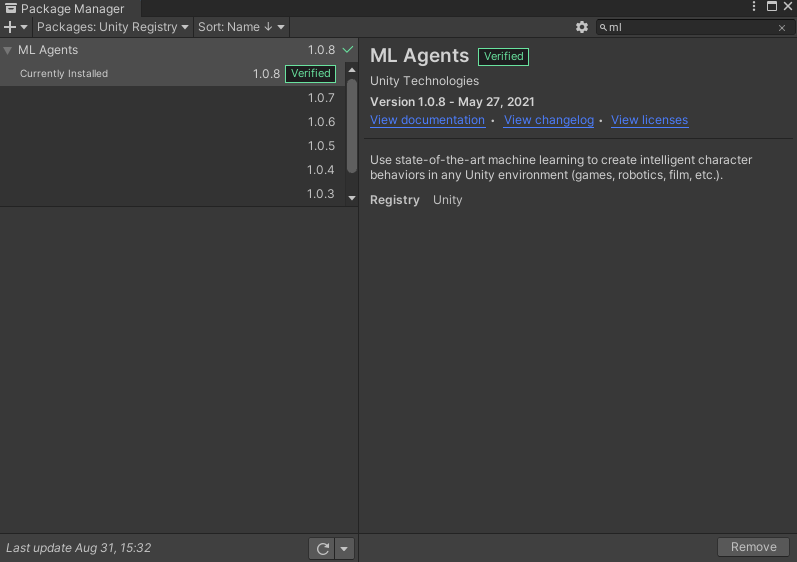 Package Manager
Packages: Unity Registry Sort: Name ↓ ml
ML Agents 1.0.8
Currently Installed 1.0.8 Verified
1.0.7
1.0.6
1.0.5
1.0.4
1.0.3
ML Agents Verified
Unity Technologies
Version 1.0.8 - May 27, 2021
View documentation • View changelog • View licenses
Use state-of-the-art machine learning to create intelligent character
behaviors in any Unity environment (games, robotics, film, etc.).
Registry Unity
Last update Aug 31, 15:32
Remove